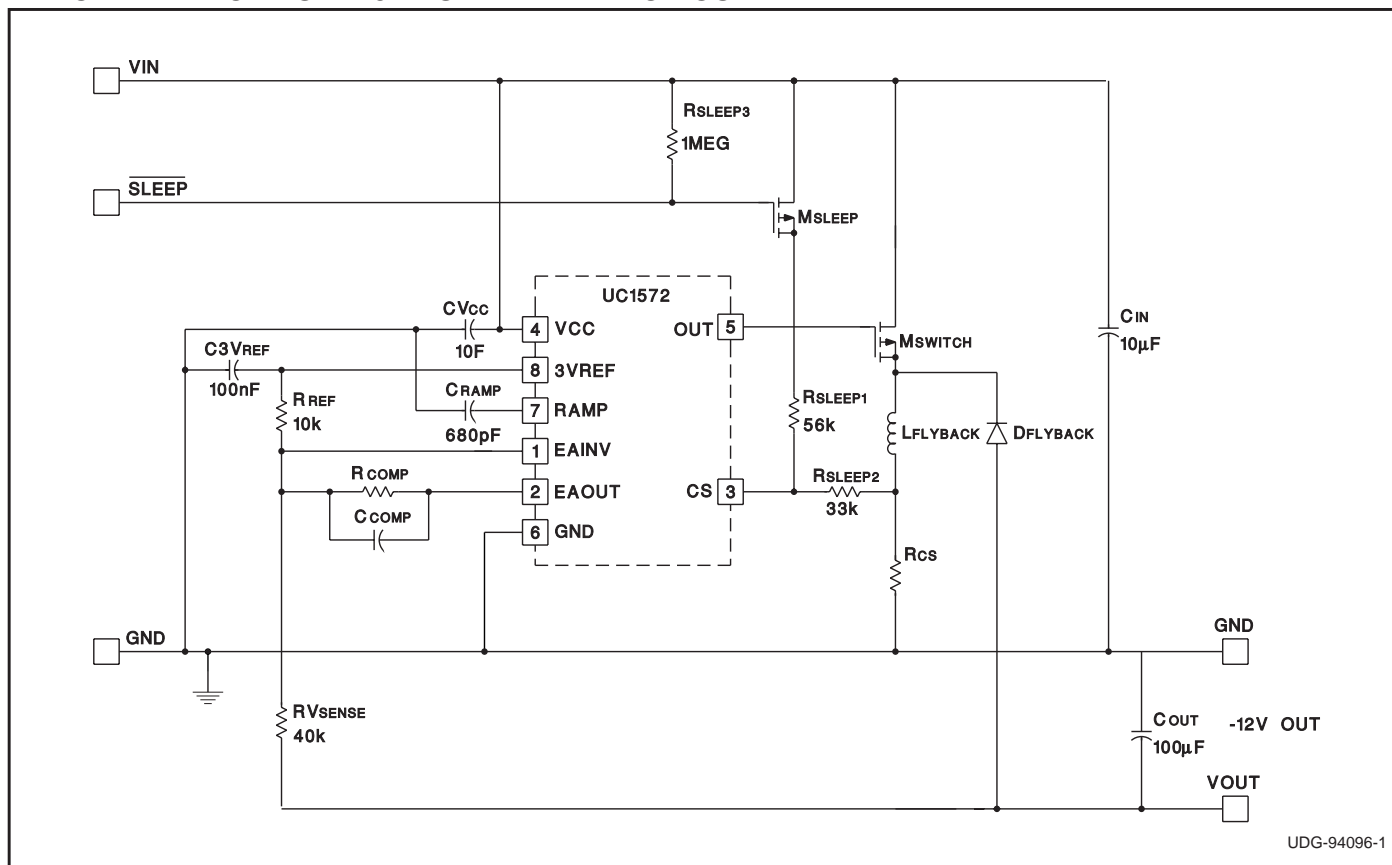 VIN
RSLEEP3
1MEG
SLEEP
MSLEEP
UC1572
CVCC
10F
4 VCC
OUT 5
MSWITCH
CIN
10µF
C3VREF
100nF
8 3VREF
RREF
10k
CRAMP
680pF
7 RAMP
RSLEEP1
56k
LFLYBACK
DFLYBACK
1 EAINV
RCOMP
2 EAOUT
CS 3
RSLEEP2
33k
CCOMP
6 GND
RCS
GND
GND
RVSENSE
40k
COUT
100µF
-12V OUT
VOUT
UDG-94096-1